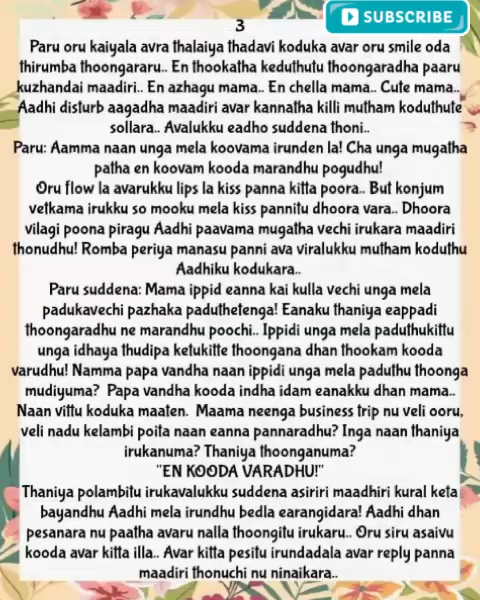 SUBSCRIBE
3
Paru oru kaiyala avra thalaiya thadavi koduka avar oru smile oda
thirumba thoongararu.. En thookatha keduthutu thoongaradha paaru
kuzhandai maadiri.. En azhagu mama.. En chella mama.. Cute mama..
Aadhi disturb aagadha maadiri avar kannatha killi mutham koduthute
sollara.. Avalukku eadho suddena thoni..
Paru: Aamma naan unga mela koovama irunden la! Cha unga mugatha
patha en koovam kooda marandhu pogudhu!
Oru flow la avarukku lips la kiss panna kitta poora.. But konjum
vetkama irukku so mooku mela kiss pannitu dhoora vara.. Dhoora
vilagi poona piragu Aadhi paavama mugatha vechi irukara maadiri
thonudhu! Romba periya manasu panni ava viralukku mutham kodhuthu
Aadhiku kodukara..
Paru suddena: Mama ippid eanna kai kulla vechi unga mela
padukavechi pazhaka paduthetenga! Eanaku thaniya eappadi
thoongaradhu ne marandhu poochi.. Ippidi unga mela paduthukittu
unga idhaya thudipa ketukitte thoongana dhan thookam kooda
varudhu! Namma papa vandha naan ippidi unga mela paduthu thoonga
mudiyuma? Papa vandha kooda indha idam eanakku dhan mama..
Naan vittu koduka maaten. Maama neenga business trip nu veli ooru,
veli nadu kelambi poita naan eanna pannaradhu? Inga naan thaniya
irukanuma? Thaniya thoonganuma?
"EN KOODA VARADHU!"
Thaniya polambitu irukavalukku suddena asiriri maadhiri kural keta
bayandhu Aadhi mela irundhu bedla earangidara! Aadhi dhan
pesanara nu paatha avaru nalla thoongitu irukaru.. Oru siru asaivu
kooda avar kitta illa.. Avar kitta pesitu irundadala avar reply panna
maadiri thonuchi nu ninaikara..